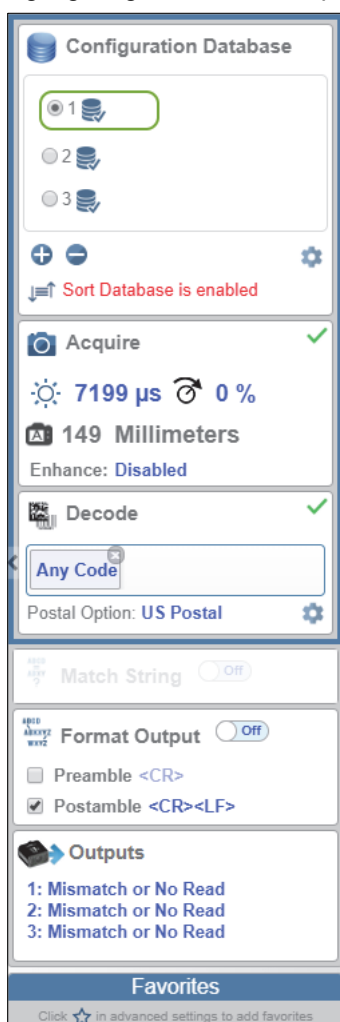 Configuration Database
1
2
3
Sort Database is enabled
Acquire
7199 µs 0 %
A 149 Millimeters
Enhance: Disabled
Decode
Any Code
Postal Option: US Postal
Match String Off
Format Output Off
Preamble <CR>
Postamble <CR><LF>
Outputs
1: Mismatch or No Read
2: Mismatch or No Read
3: Mismatch or No Read
Favorites
Click in advanced settings to add favorites